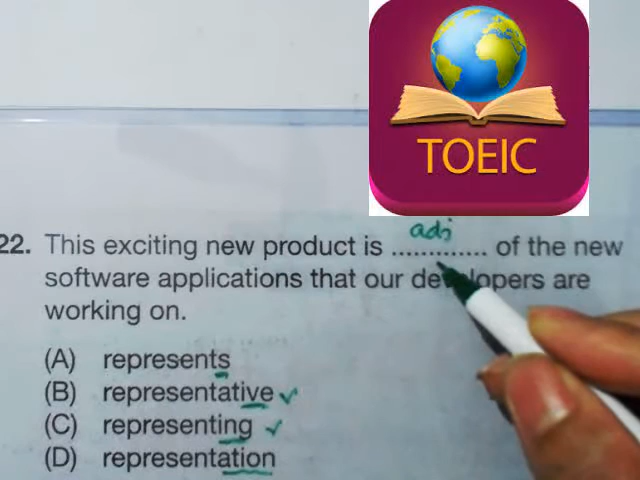 TOEIC
adj
22. This exciting new product is .............. of the new
software applications that our developers are
working on.
(A) represents
(B) representative ✓
(C) representing ✓
(D) representation